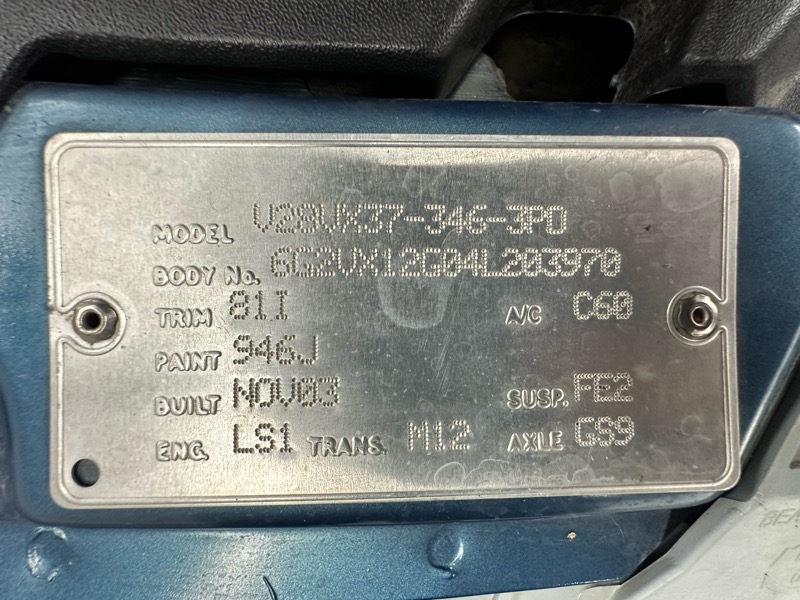 MODEL V2SVX37-346-3PO
BODY No. 6G2VX12G04L203970
TRIM 81I A/C C60
PAINT 946J
BUILT NOV03 SUSP. FE2
ENG. LS1 TRANS. M12 AXLE GS9